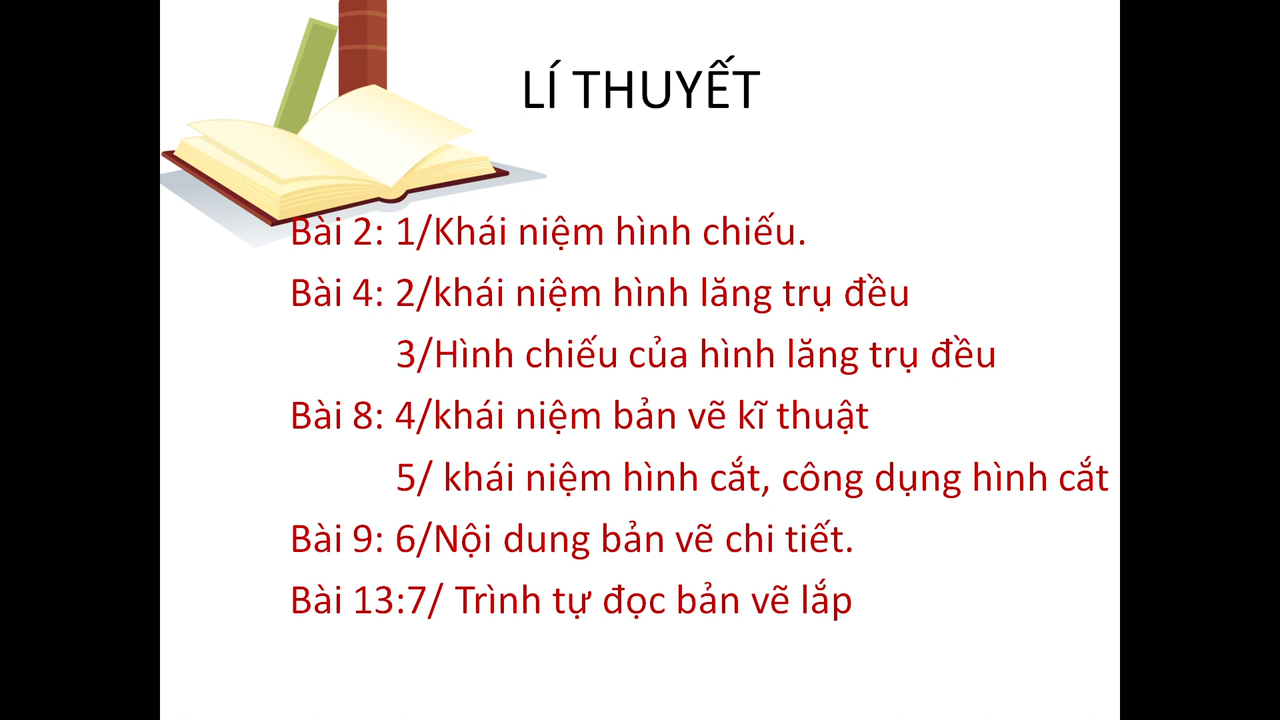 LÍ THUYẾT
Bài 2: 1/Khái niệm hình chiếu.
Bài 4: 2/khái niệm hình lăng trụ đều
3/Hình chiếu của hình lăng trụ đều
Bài 8: 4/khái niệm bản vẽ kĩ thuật
5/ khái niệm hình cắt, công dụng hình cắt
Bài 9: 6/Nội dung bản vẽ chi tiết.
Bài 13:7/ Trình tự đọc bản vẽ lắp